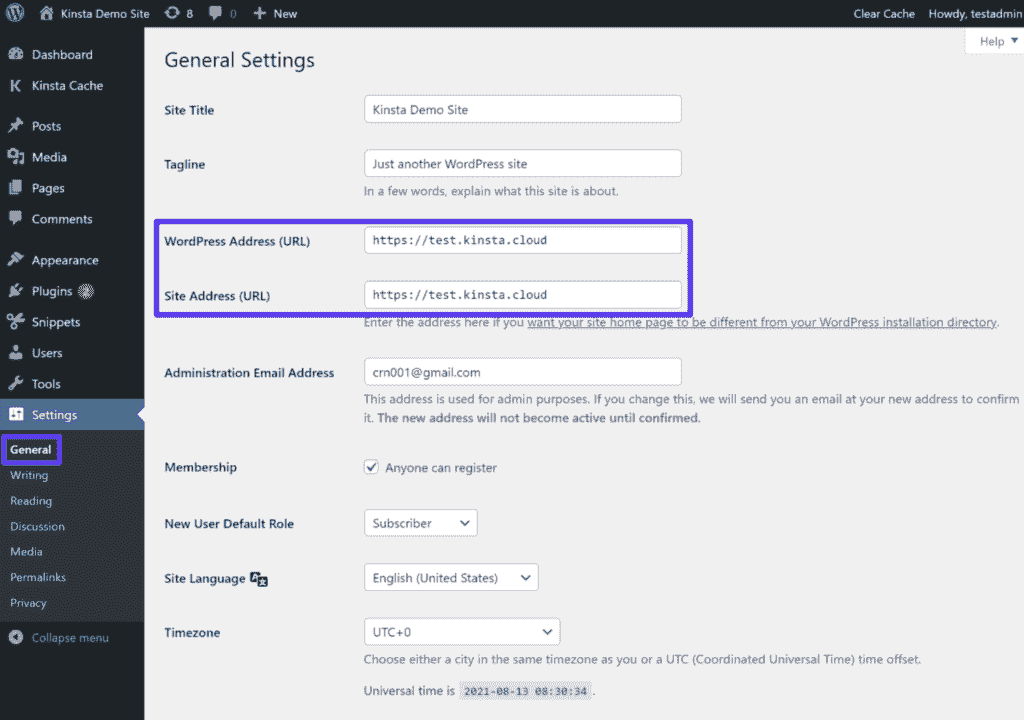 Kinsta Demo Site 8 0 New Clear Cache Howdy, testadmin
Help
Dashboard
Kinsta Cache
Posts
Media
Pages
Comments
Appearance
Plugins
Snippets
Users
Tools
Settings
General
Writing
Reading
Discussion
Media
Permalinks
Privacy
Collapse menu
General Settings
Site Title Kinsta Demo Site
Tagline Just another WordPress site
In a few words, explain what this site is about.
WordPress Address (URL) https://test.kinsta.cloud
Site Address (URL) https://test.kinsta.cloud
Enter the address here if you want your site home page to be different from your WordPress installation directory.
Administration Email Address crn001@gmail.com
This address is used for admin purposes. If you change this, we will send you an email at your new address to confirm
it. The new address will not become active until confirmed.
Membership Anyone can register
New User Default Role Subscriber
Site Language English (United States)
Timezone UTC+0
Choose either a city in the same timezone as you or a UTC (Coordinated Universal Time) time offset.
Universal time is 2021-08-13 08:30:34 .